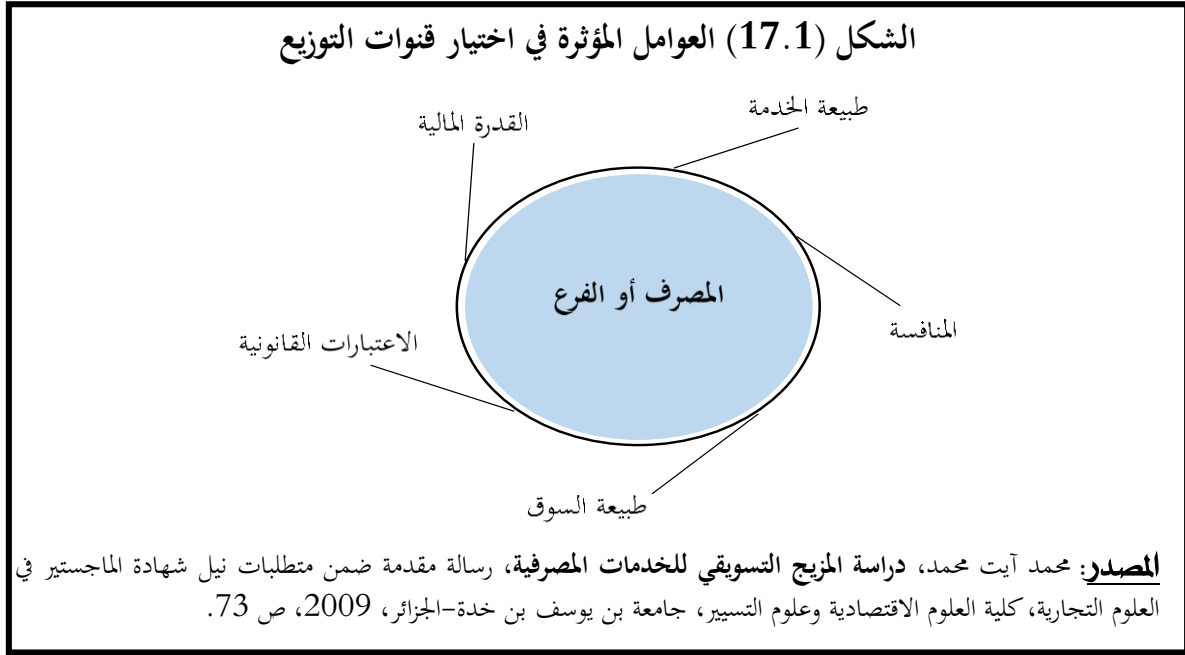 الشكل (17.1) العوامل المؤثرة في اختيار قنوات التوزيع
طبيعة الخدمة
القدرة المالية
المصرف أو الفرع
المنافسة
الاعتبارات القانونية
طبيعة السوق
المصدر: محمد آيت محمد، دراسة المزيج التسويقي للخدمات المصرفية، رسالة مقدمة ضمن متطلبات نيل شهادة الماجستير في
العلوم التجارية، كلية العلوم الاقتصادية وعلوم التسيير، جامعة بن يوسف بن خدة-الجزائر، 2009، ص 73.